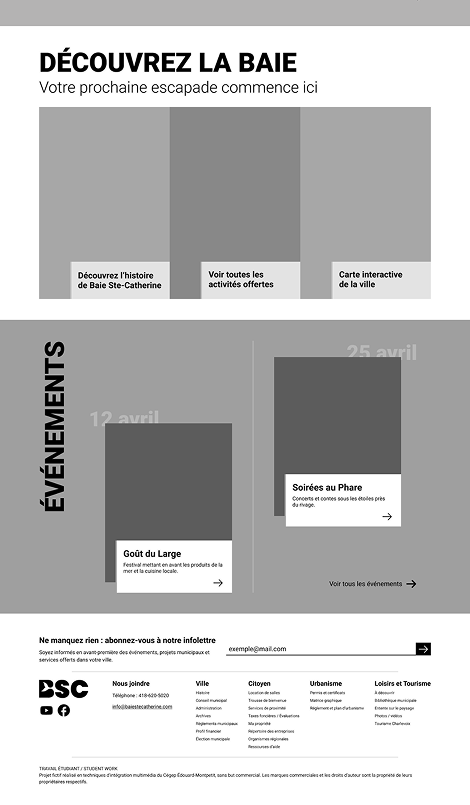 DÉCOUVREZ LA BAIE
Votre prochaine escapade commence ici
Découvrez l'histoire
de Baie Ste-Catherine
Voir toutes les
activités offertes
Carte interactive
de la ville
ÉVÉNEMENTS
12 avril
Goût du Large
Festival mettant en avant les produits de la
mer et la cuisine locale.
25 avril
Soirées au Phare
Concerts et contes sous les étoiles près
du rivage.
Voir tous les événements
Ne manquez rien : abonnez-vous à notre infolettre
Soyez informés en avant-première des événements, projets municipaux et
services offerts dans votre ville.
exemple@mail.com
BSC
Nous joindre
Téléphone : 418-620-5020
info@baiestecatherine.com
Ville
Histoire
Conseil municipal
Administration
Archives
Règlements municipaux
Profil financier
Élection municipale
Citoyen
Location de salles
Trousse de bienvenue
Services de proximité
Taxes foncières / Évaluations
Ma propriété
Répertoire des entreprises
Organismes régionales
Ressources d'aide
Urbanisme
Permis et certificats
Matrice graphique
Règlement et plan d'urbanisme
Loisirs et Tourisme
À découvrir
Bibliothèque municipale
Entente sur le paysage
Photos / vidéos
Tourisme Charlevoix
TRAVAIL ÉTUDIANT / STUDENT WORK
Projet fictif réalisé en techniques d'intégration multimédia du Cégep Édouard-Montpetit, sans but commercial. Les marques commerciales et les droits d'auteur sont la propriété de leurs
propriétaires respectifs.